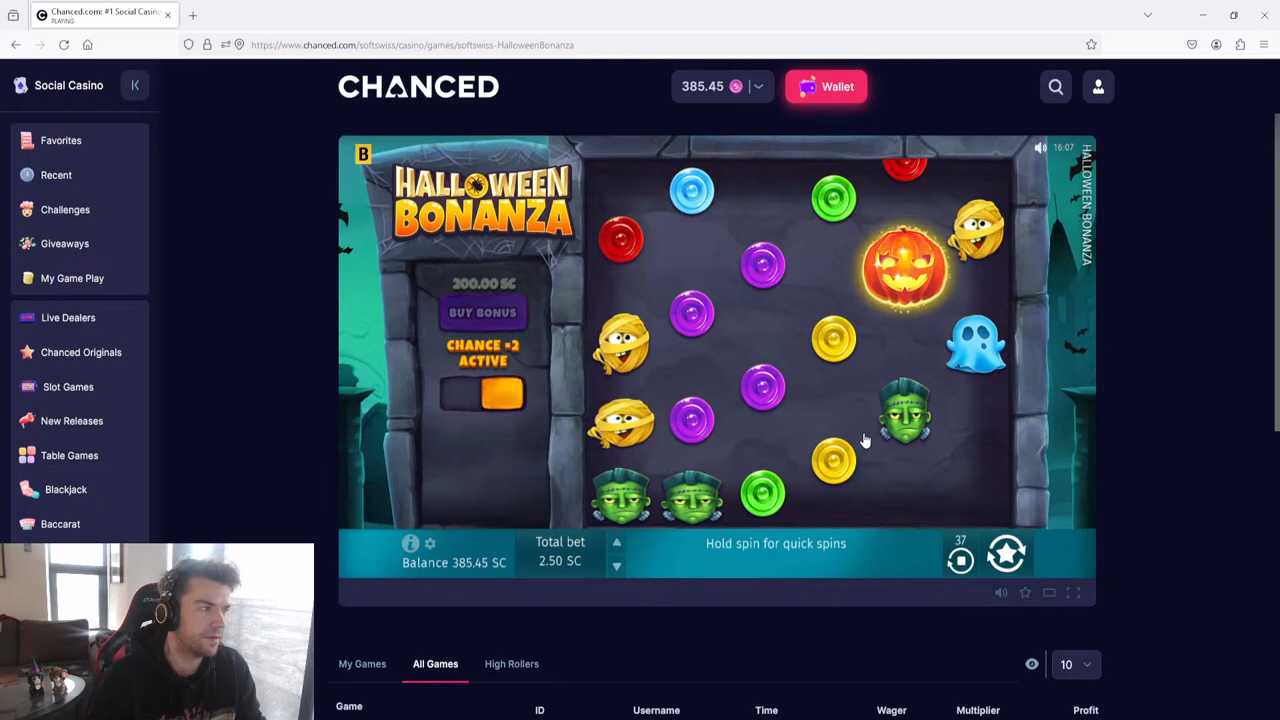 Chanced.com: #1 Social Casino
PLAYING
https://www.chanced.com/softswiss/casino/games/softswiss-HalloweenBonanza
Social Casino
CHANCED
385.45
S
Wallet
Favorites
Recent
Challenges
Giveaways
My Game Play
Live Dealers
Chanced Originals
Slot Games
New Releases
Table Games
Blackjack
Baccarat
B
HALLOWEEN
BONANZA
200.00 SC
BUY BONUS
CHANCE ×2
ACTIVE
16:07
HALLOWEEN BONANZA
Balance 385.45 SC
Total bet
2.50 SC
Hold spin for quick spins
37
My Games
All Games
High Rollers
10
Game
ID
Username
Time
Wager
Multiplier
Profit